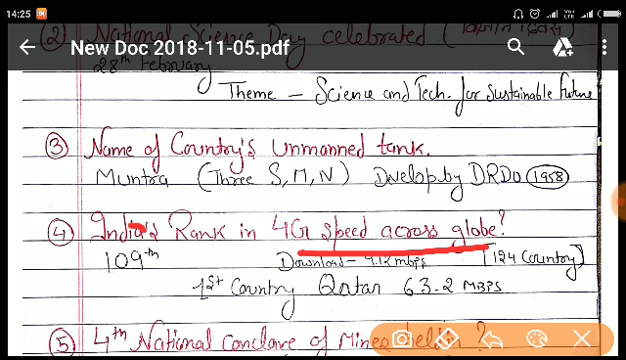 14:25
New Doc 2018-11-05.pdf
② National Science Day celebrated
28th February
Theme – Science and Tech. for Sustainable Future
③ Name of Country's unmanned tank.
Muntra (Three S, M, N) Develop by DRDO 1958
④ India's Rank in 4G speed across globe?
109th Download – 9.12 mbps [124 Country]
1st Country Qatar 63.2 MBPS
⑤ 4th National conclave of Mines